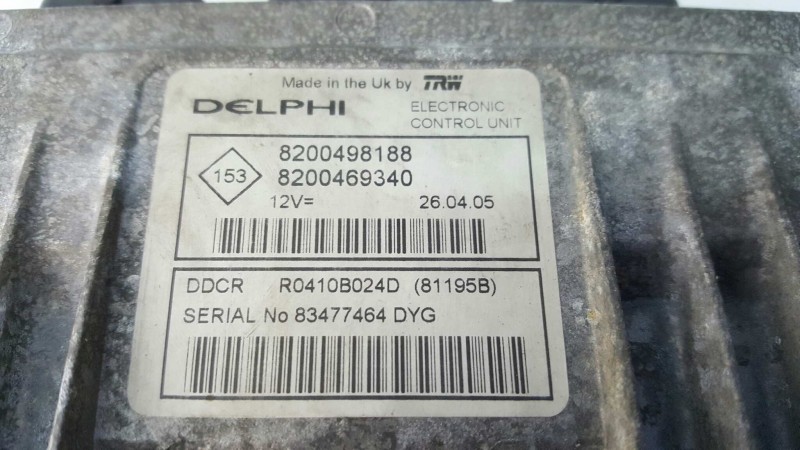 Made in the Uk by TRW
DELPHI ELECTRONIC
CONTROL UNIT
153
8200498188
8200469340
12V= 26.04.05
DDCR R0410B024D (81195B)
SERIAL No 83477464 DYG